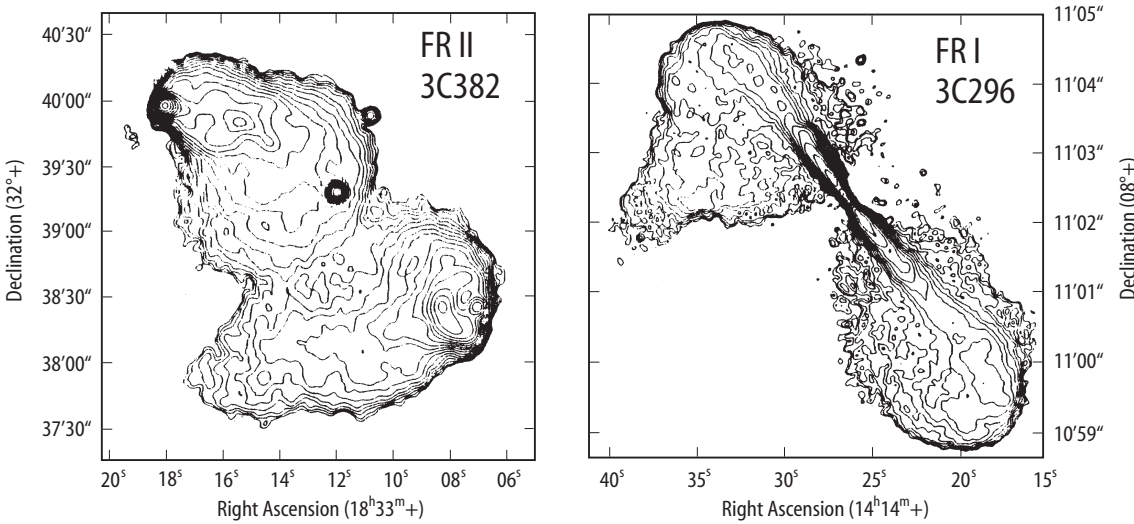 FR II
3C382
40′30″
40′00″
39′30″
39′00″
38′30″
38′00″
37′30″
Declination (32°+)
20ˢ 18ˢ 16ˢ 14ˢ 12ˢ 10ˢ 08ˢ 06ˢ
Right Ascension (18ʰ33ᵐ+)
FR I
3C296
11′05″
11′04″
11′03″
11′02″
11′01″
11′00″
10′59″
Declination (08°+)
40ˢ 35ˢ 30ˢ 25ˢ 20ˢ 15ˢ
Right Ascension (14ʰ14ᵐ+)